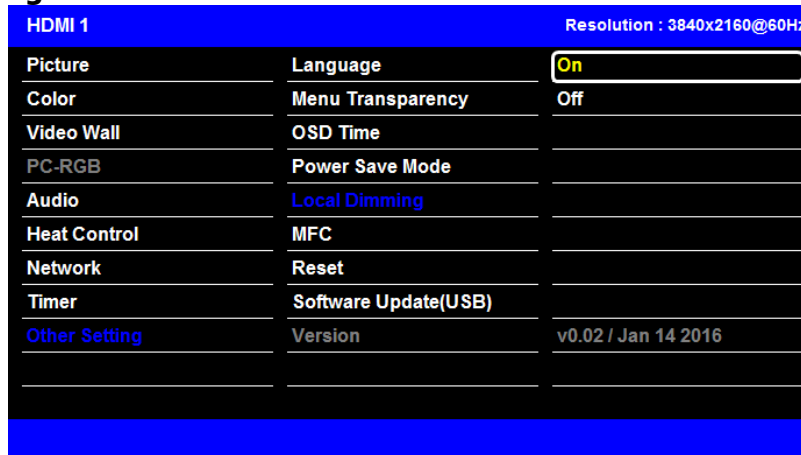 HDMI 1 Resolution : 3840x2160@60Hz
Picture Language On
Color Menu Transparency Off
Video Wall OSD Time
PC-RGB Power Save Mode
Audio Local Dimming
Heat Control MFC
Network Reset
Timer Software Update(USB)
Other Setting Version v0.02 / Jan 14 2016